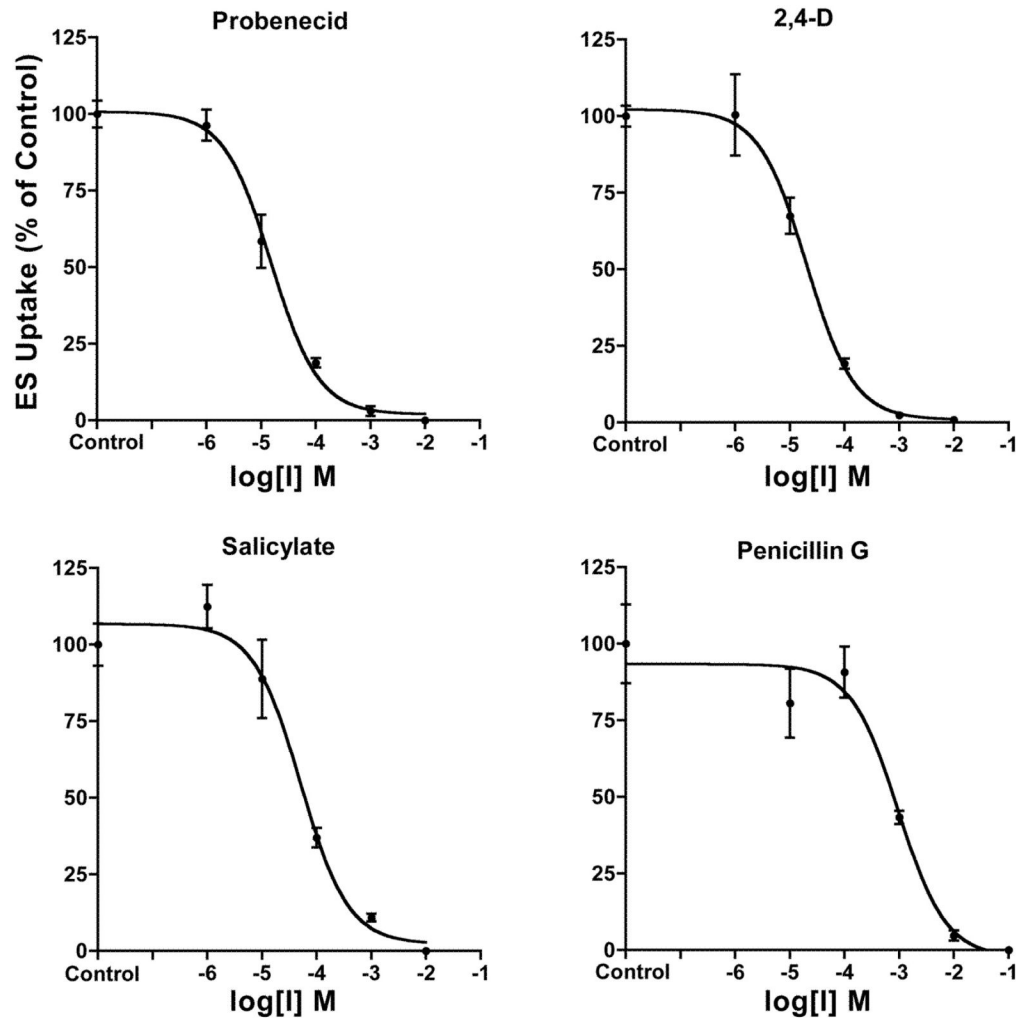 Probenecid
ES Uptake (% of Control)
125
100
75
50
25
0
Control -6 -5 -4 -3 -2 -1
log[I] M
2,4-D
125
100
75
50
25
0
Control -6 -5 -4 -3 -2 -1
log[I] M
Salicylate
125
100
75
50
25
0
Control -6 -5 -4 -3 -2 -1
log[I] M
Penicillin G
125
100
75
50
25
0
Control -6 -5 -4 -3 -2 -1
log[I] M